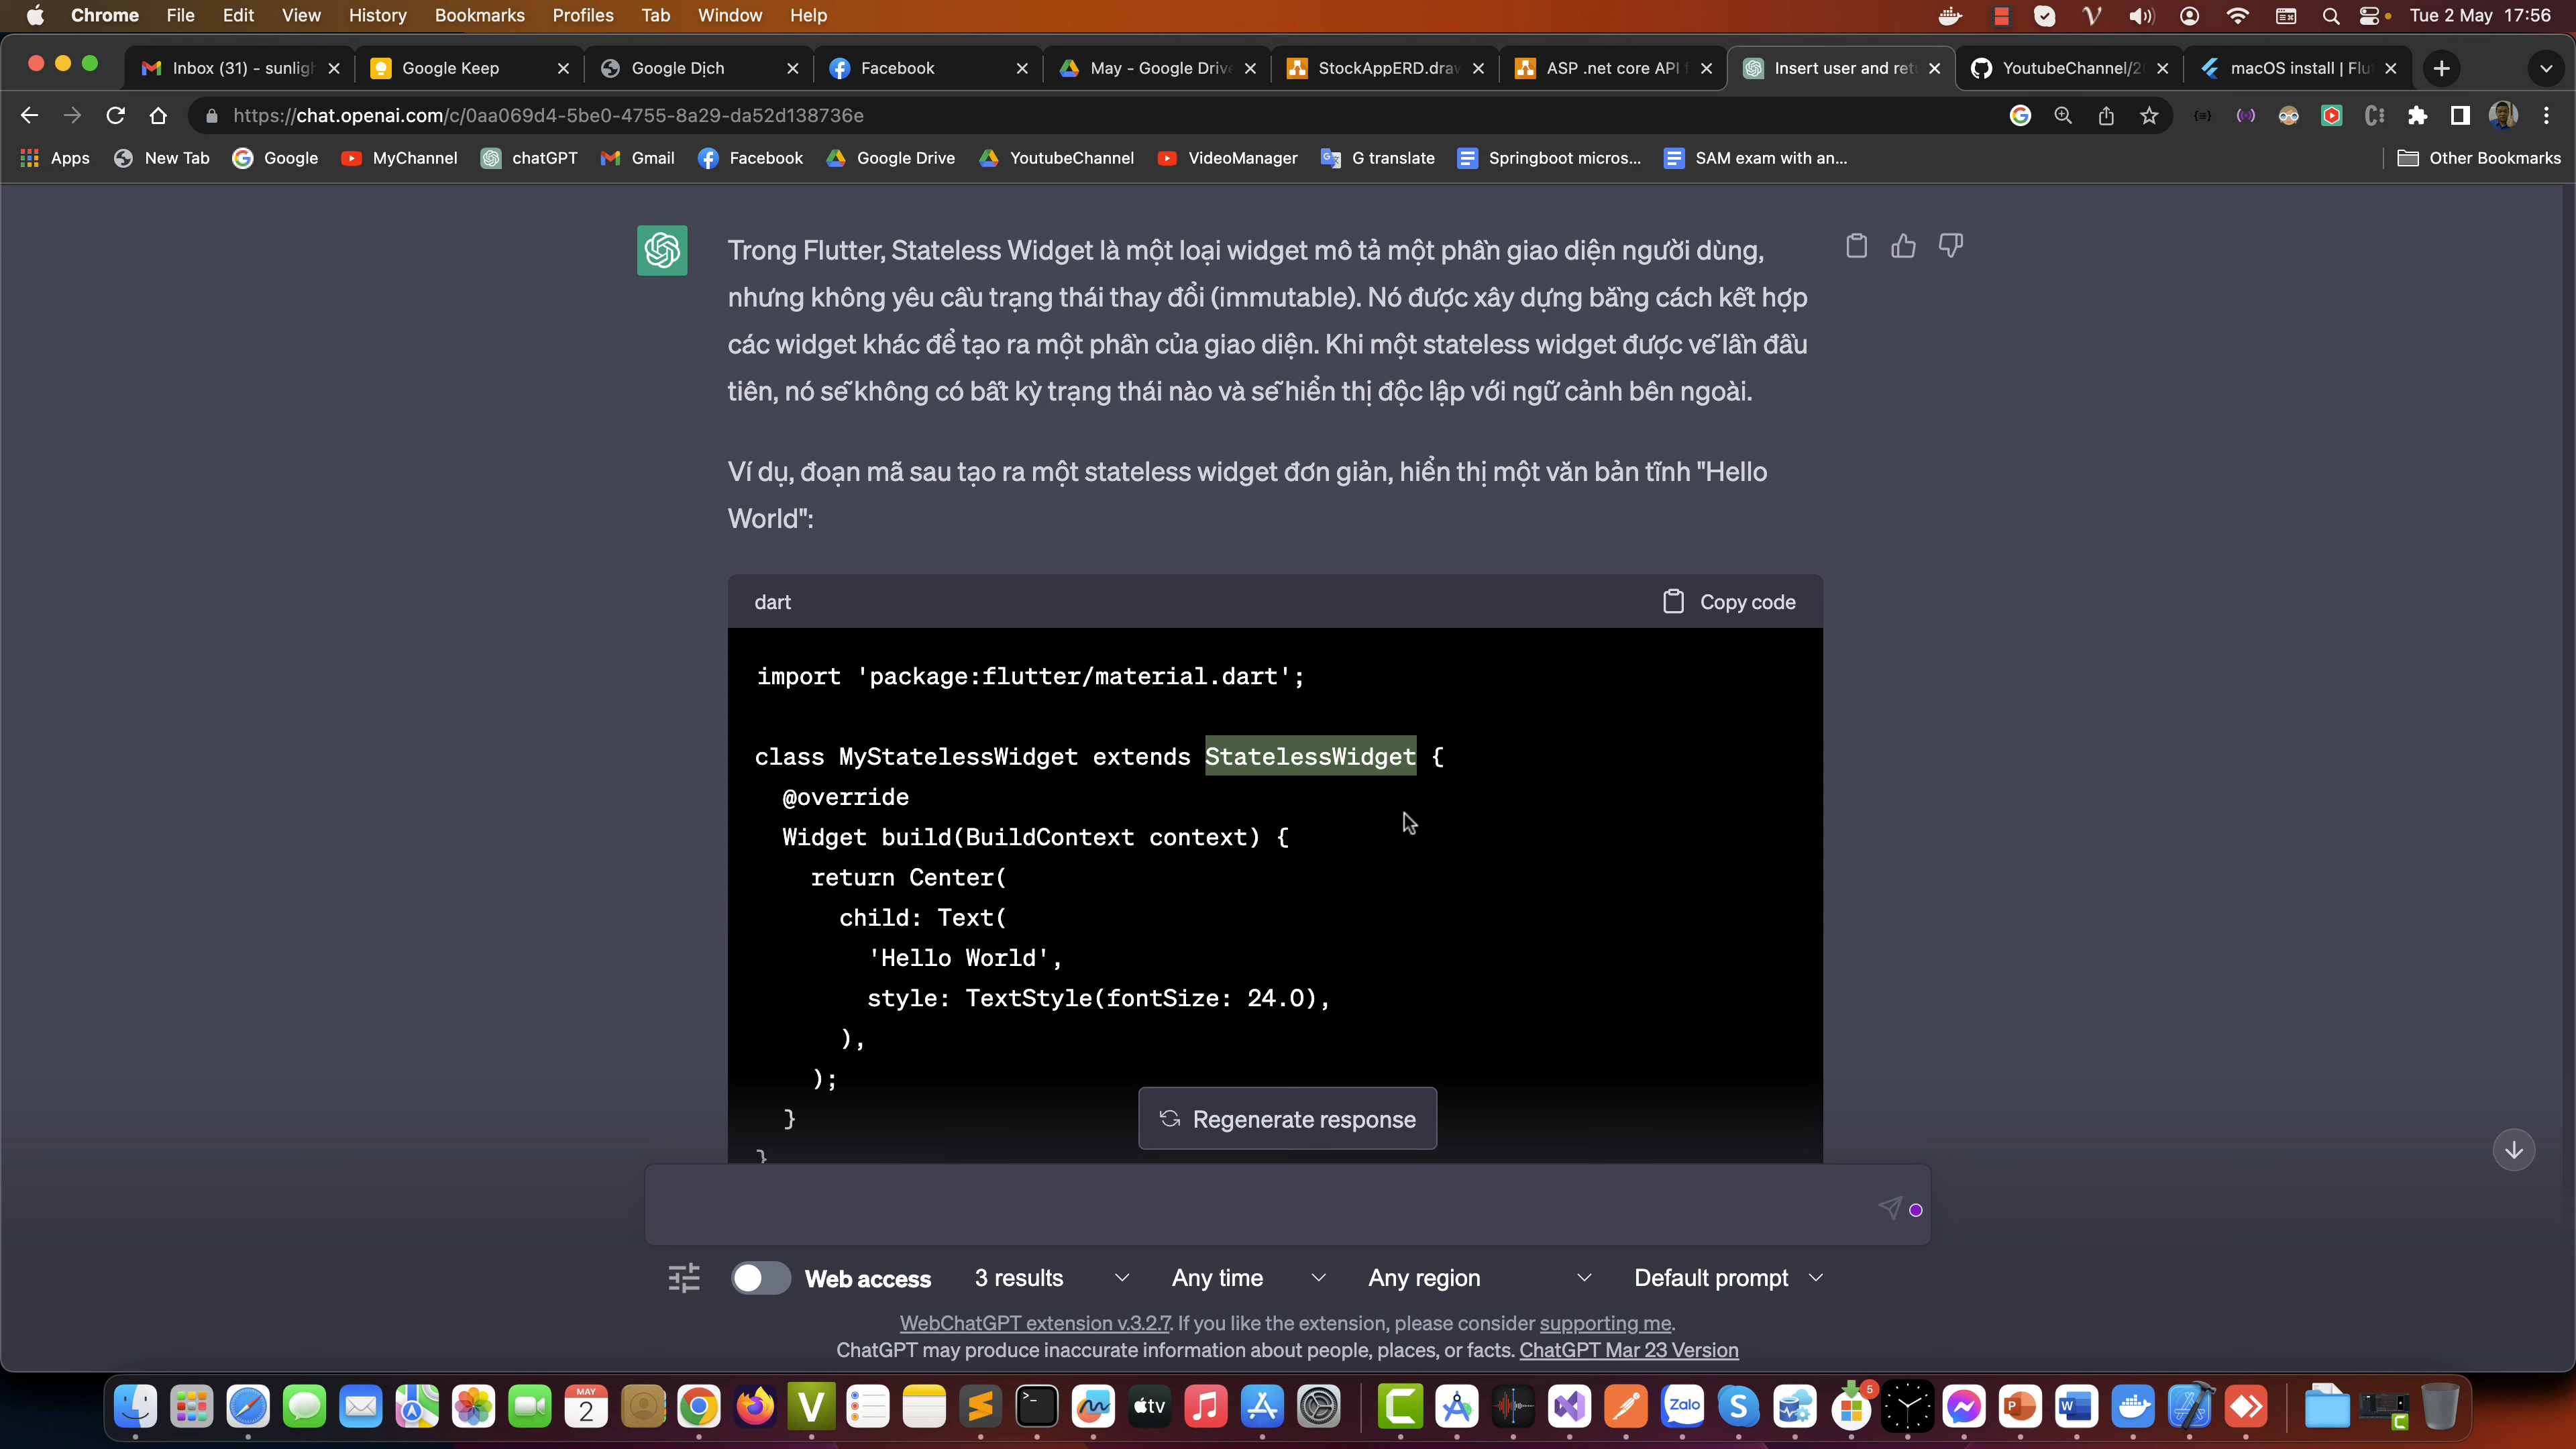 Chrome File Edit View History Bookmarks Profiles Tab Window Help
Tue 2 May 17:56
Inbox (31) - sunligh
Google Keep
Google Dịch
Facebook
May - Google Drive
StockAppERD.draw
ASP .net core API f
Insert user and ret
YoutubeChannel/2
macOS install | Flut
https://chat.openai.com/c/0aa069d4-5be0-4755-8a29-da52d138736e
Apps New Tab Google MyChannel chatGPT Gmail Facebook Google Drive YoutubeChannel VideoManager G translate Springboot micros... SAM exam with an... Other Bookmarks
Trong Flutter, Stateless Widget là một loại widget mô tả một phần giao diện người dùng,
nhưng không yêu cầu trạng thái thay đổi (immutable). Nó được xây dựng bằng cách kết hợp
các widget khác để tạo ra một phần của giao diện. Khi một stateless widget được vẽ lần đầu
tiên, nó sẽ không có bất kỳ trạng thái nào và sẽ hiển thị độc lập với ngữ cảnh bên ngoài.
Ví dụ, đoạn mã sau tạo ra một stateless widget đơn giản, hiển thị một văn bản tĩnh "Hello
World":
dart
Copy code
import 'package:flutter/material.dart';
class MyStatelessWidget extends StatelessWidget {
@override
Widget build(BuildContext context) {
return Center(
child: Text(
'Hello World',
style: TextStyle(fontSize: 24.0),
),
);
}
}
Regenerate response
Web access 3 results Any time Any region Default prompt
WebChatGPT extension v.3.2.7. If you like the extension, please consider supporting me.
ChatGPT may produce inaccurate information about people, places, or facts. ChatGPT Mar 23 Version
MAY
2
tv
Zalo
5